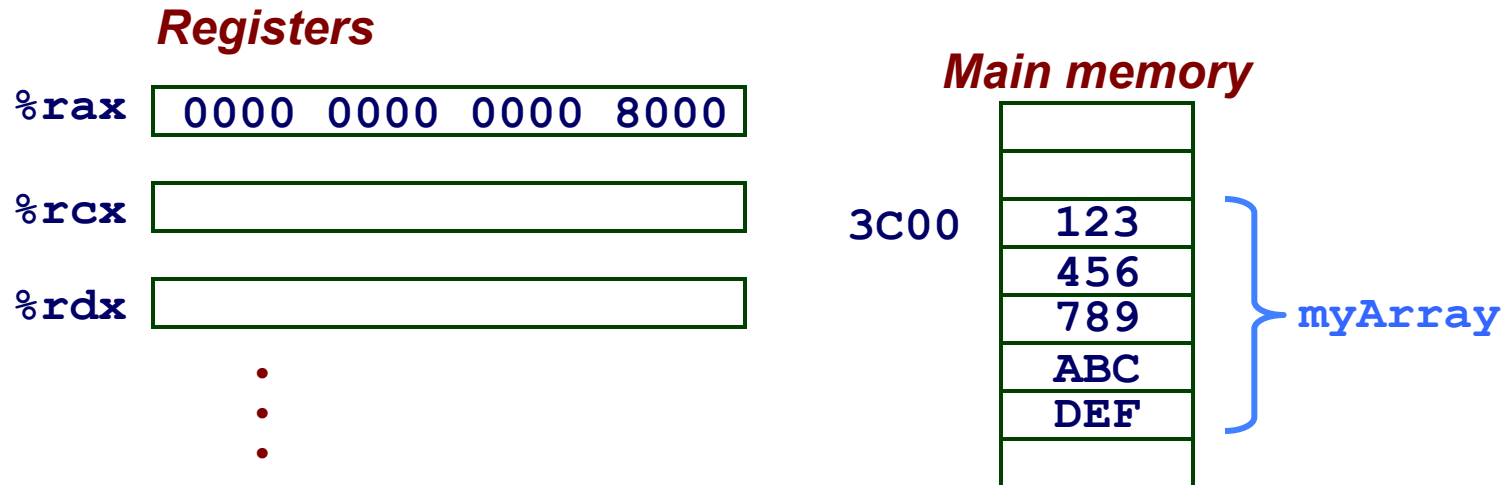 Registers
%rax 0000 0000 0000 8000
%rcx
%rdx
Main memory
3C00 123
456
789
ABC
DEF
myArray